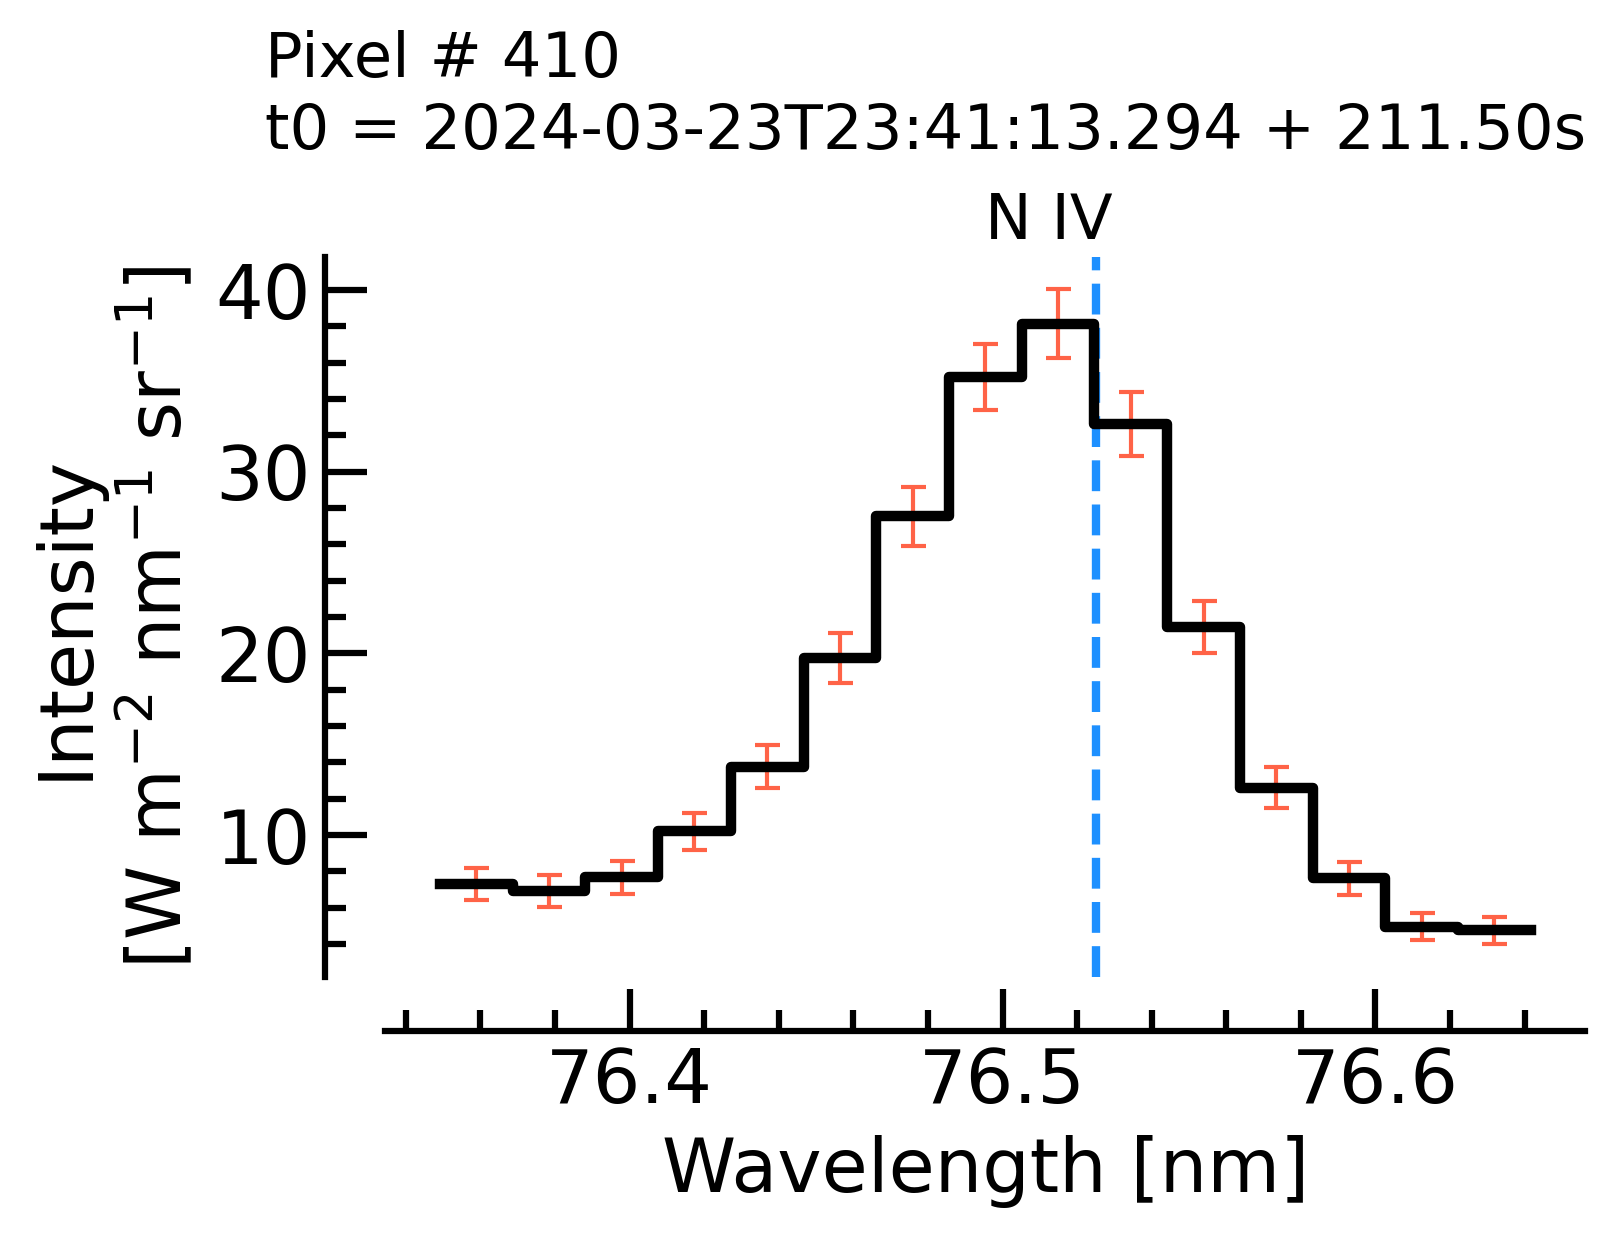 Pixel # 410
t0 = 2024-03-23T23:41:13.294 + 211.50s
N IV
Intensity
[W m⁻² nm⁻¹ sr⁻¹]
40
30
20
10
76.4 76.5 76.6
Wavelength [nm]